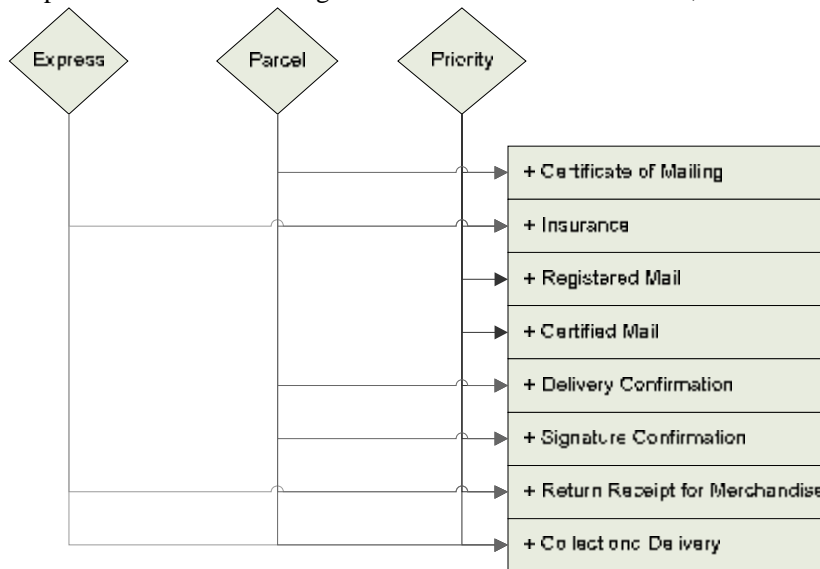 Express
Parcel
Priority
+ Certificate of Mailing
+ Insurance
+ Registered Mail
+ Certified Mail
+ Delivery Confirmation
+ Signature Confirmation
+ Return Receipt for Merchandise
+ Collect and Delivery